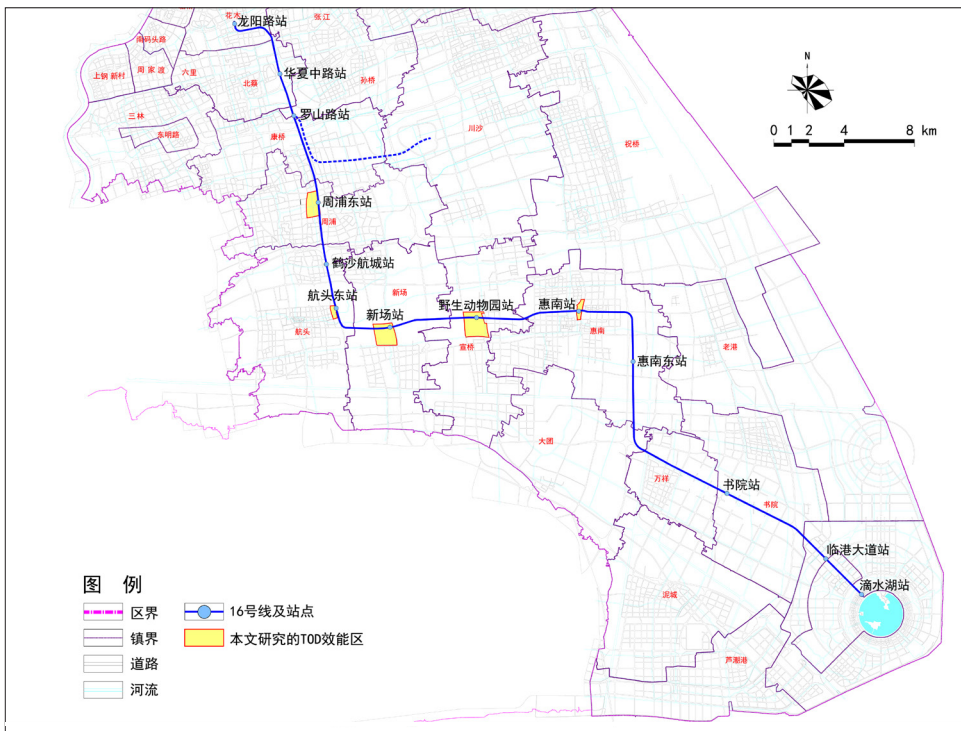 花木
龙阳路站
张江
南码头路
上钢新村
周家渡
六里
北蔡
华夏中路站
孙桥
N
三林
东明路
罗山路站
康桥
川沙
祝桥
0 1 2 4 8 km
周浦东站
周浦
鹤沙航城站
新场
航头东站
新场站
野生动物园站
惠南站
航头
宣桥
惠南
老港
惠南东站
大团
万祥
书院站
书院
临港大道站
滴水湖站
泥城
芦潮港
图 例
区界
16号线及站点
镇界
本文研究的TOD效能区
道路
河流